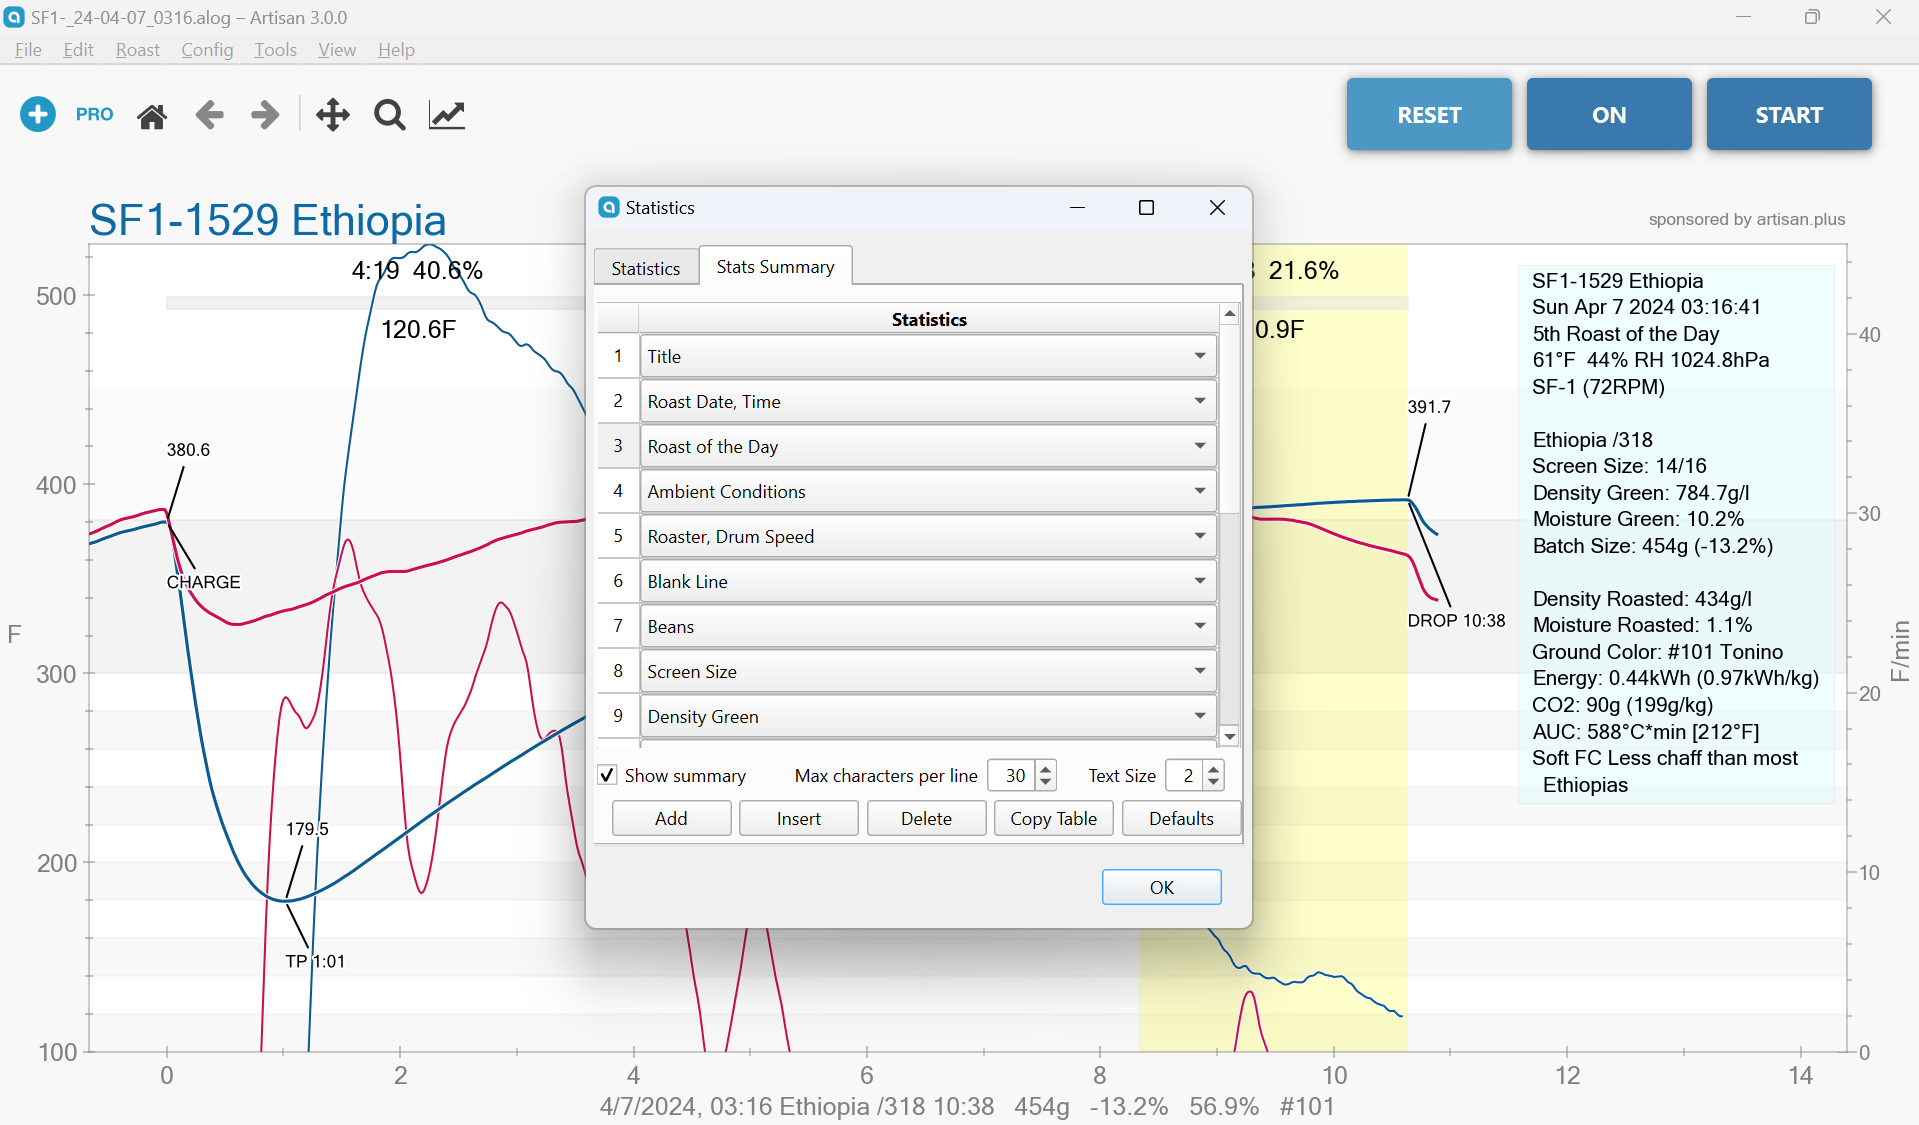 SF1-_24-04-07_0316.alog – Artisan 3.0.0
File Edit Roast Config Tools View Help
PRO
RESET ON START
SF1-1529 Ethiopia
sponsored by artisan.plus
4:19 40.6%
120.6F
21.6%
0.9F
500
400
300
200
100
F
380.6
CHARGE
179.5
TP 1:01
391.7
DROP 10:38
Statistics
Statistics Stats Summary
Statistics
1 Title
2 Roast Date, Time
3 Roast of the Day
4 Ambient Conditions
5 Roaster, Drum Speed
6 Blank Line
7 Beans
8 Screen Size
9 Density Green
Show summary Max characters per line 30 Text Size 2
Add Insert Delete Copy Table Defaults
OK
SF1-1529 Ethiopia
Sun Apr 7 2024 03:16:41
5th Roast of the Day
61°F 44% RH 1024.8hPa
SF-1 (72RPM)
Ethiopia /318
Screen Size: 14/16
Density Green: 784.7g/l
Moisture Green: 10.2%
Batch Size: 454g (-13.2%)
Density Roasted: 434g/l
Moisture Roasted: 1.1%
Ground Color: #101 Tonino
Energy: 0.44kWh (0.97kWh/kg)
CO2: 90g (199g/kg)
AUC: 588°C*min [212°F]
Soft FC Less chaff than most
Ethiopias
40
30
20
10
0
F/min
0 2 4 6 8 10 12 14
4/7/2024, 03:16 Ethiopia /318 10:38 454g -13.2% 56.9% #101